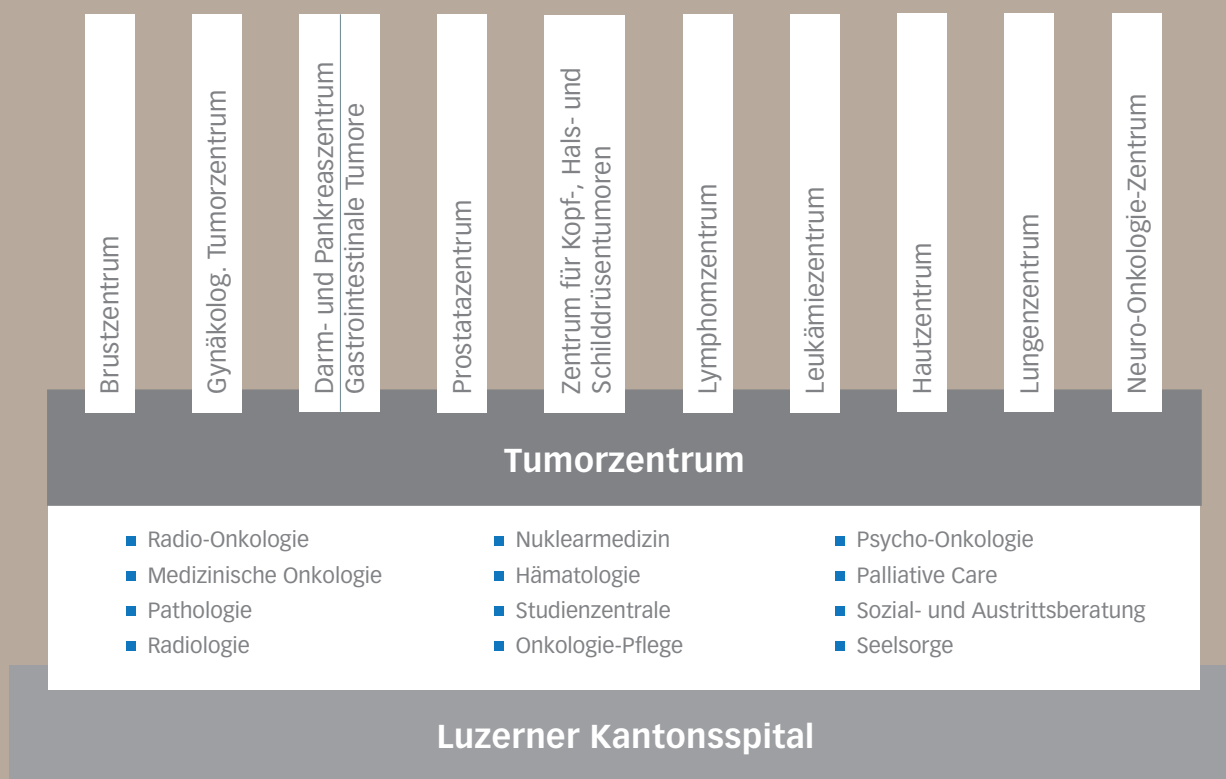 Brustzentrum
Gynäkolog. Tumorzentrum
Darm- und Pankreaszentrum
Gastrointestinale Tumore
Prostatazentrum
Zentrum für Kopf-, Hals- und
Schilddrüsentumoren
Lymphomzentrum
Leukämiezentrum
Hautzentrum
Lungenzentrum
Neuro-Onkologie-Zentrum
Tumorzentrum
Radio-Onkologie
Medizinische Onkologie
Pathologie
Radiologie
Nuklearmedizin
Hämatologie
Studienzentrale
Onkologie-Pflege
Psycho-Onkologie
Palliative Care
Sozial- und Austrittsberatung
Seelsorge
Luzerner Kantonsspital